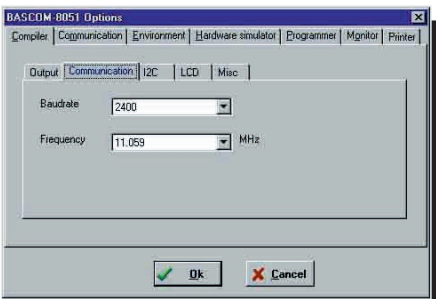 BASCOM-8051 Options
Compiler Communication Environment Hardware simulator Programmer Monitor Printer
Output Communication I2C LCD Misc
Baudrate 2400
Frequency 11.059 MHz
Ok Cancel